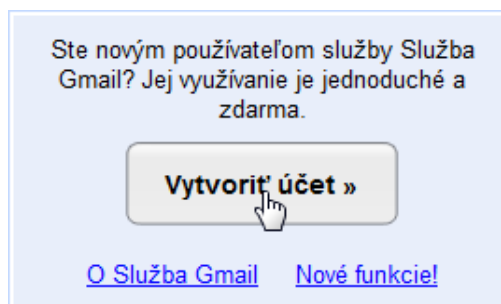 Ste novým používateľom služby Služba
Gmail? Jej využívanie je jednoduché a
zdarma.
Vytvoriť účet »
O Služba Gmail Nové funkcie!